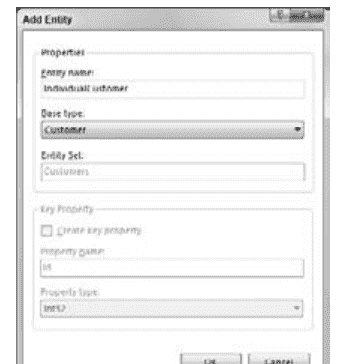 Add Entity
Properties
Entity name:
IndividualCustomer
Base type:
Customer
Entity Set:
Customers
Key Property
Create key property
Property name:
Id
Property type:
Int32
OK
Cancel